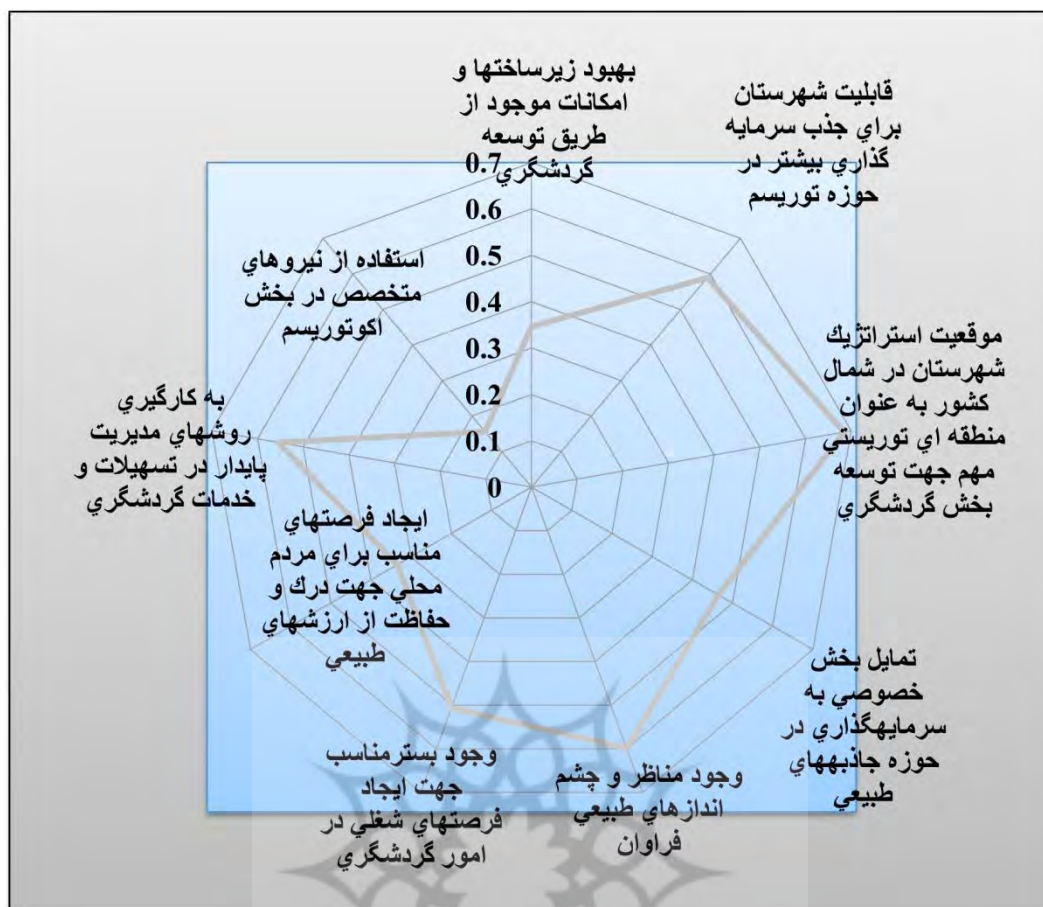 بهبود زيرساختها و
امكانات موجود از
طريق توسعه
گردشگري
قابليت شهرستان
براي جذب سرمايه
گذاري بيشتر در
حوزه توريسم
موقعيت استراتژيك
شهرستان در شمال
كشور به عنوان
منطقه اي توريستي
مهم جهت توسعه
بخش گردشگري
تمايل بخش
خصوصي به
سرمايهگذاري در
حوزه جاذبههاي
طبيعي
وجود مناظر و چشم
اندازهاي طبيعي
فراوان
وجود بسترمناسب
جهت ايجاد
فرصتهاي شغلي در
امور گردشگري
ايجاد فرصتهاي
مناسب براي مردم
محلي جهت درك و
حفاظت از ارزشهاي
طبيعي
به كارگيري
روشهاي مديريت
پايدار در تسهيلات و
خدمات گردشگري
استفاده از نيروهاي
متخصص در بخش
اكوتوريسم
0.7
0.6
0.5
0.4
0.3
0.2
0.1
0